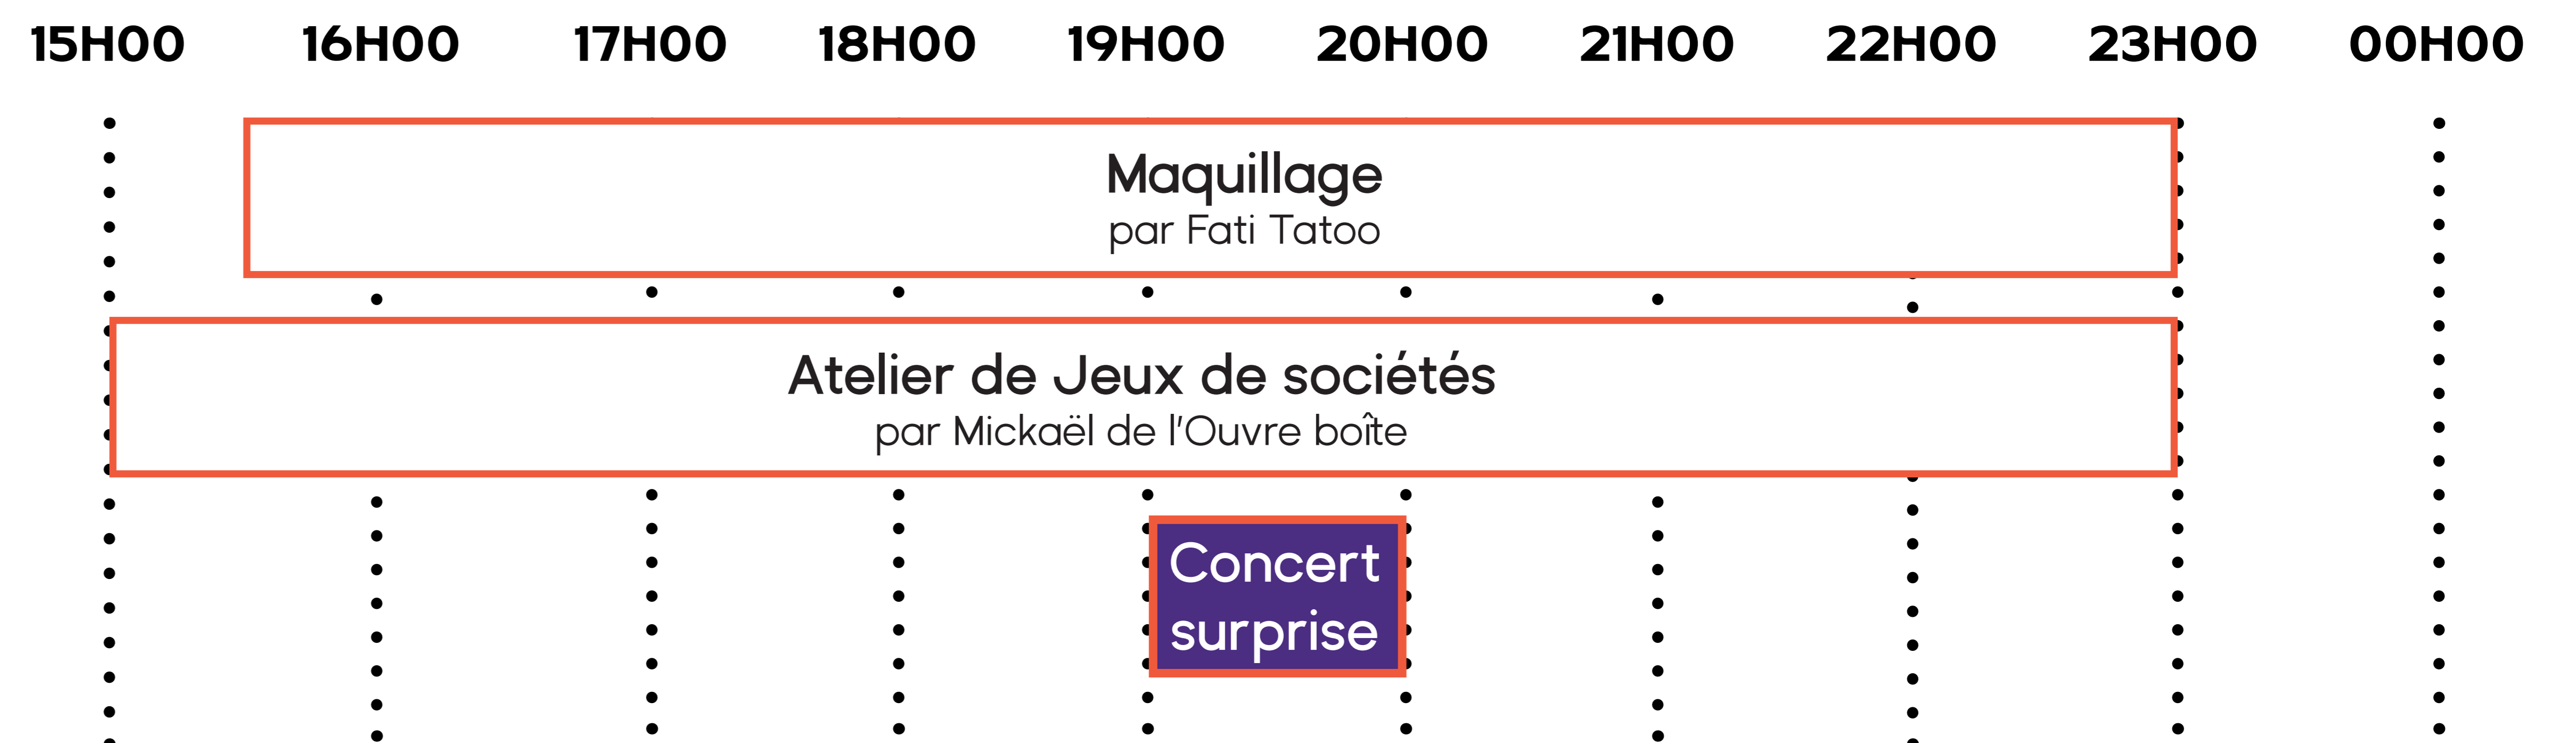 15H00 16H00 17H00 18H00 19H00 20H00 21H00 22H00 23H00 00H00
Maquillage
par Fati Tatoo
Atelier de Jeux de sociétés
par Mickaël de l'Ouvre boîte
Concert
surprise